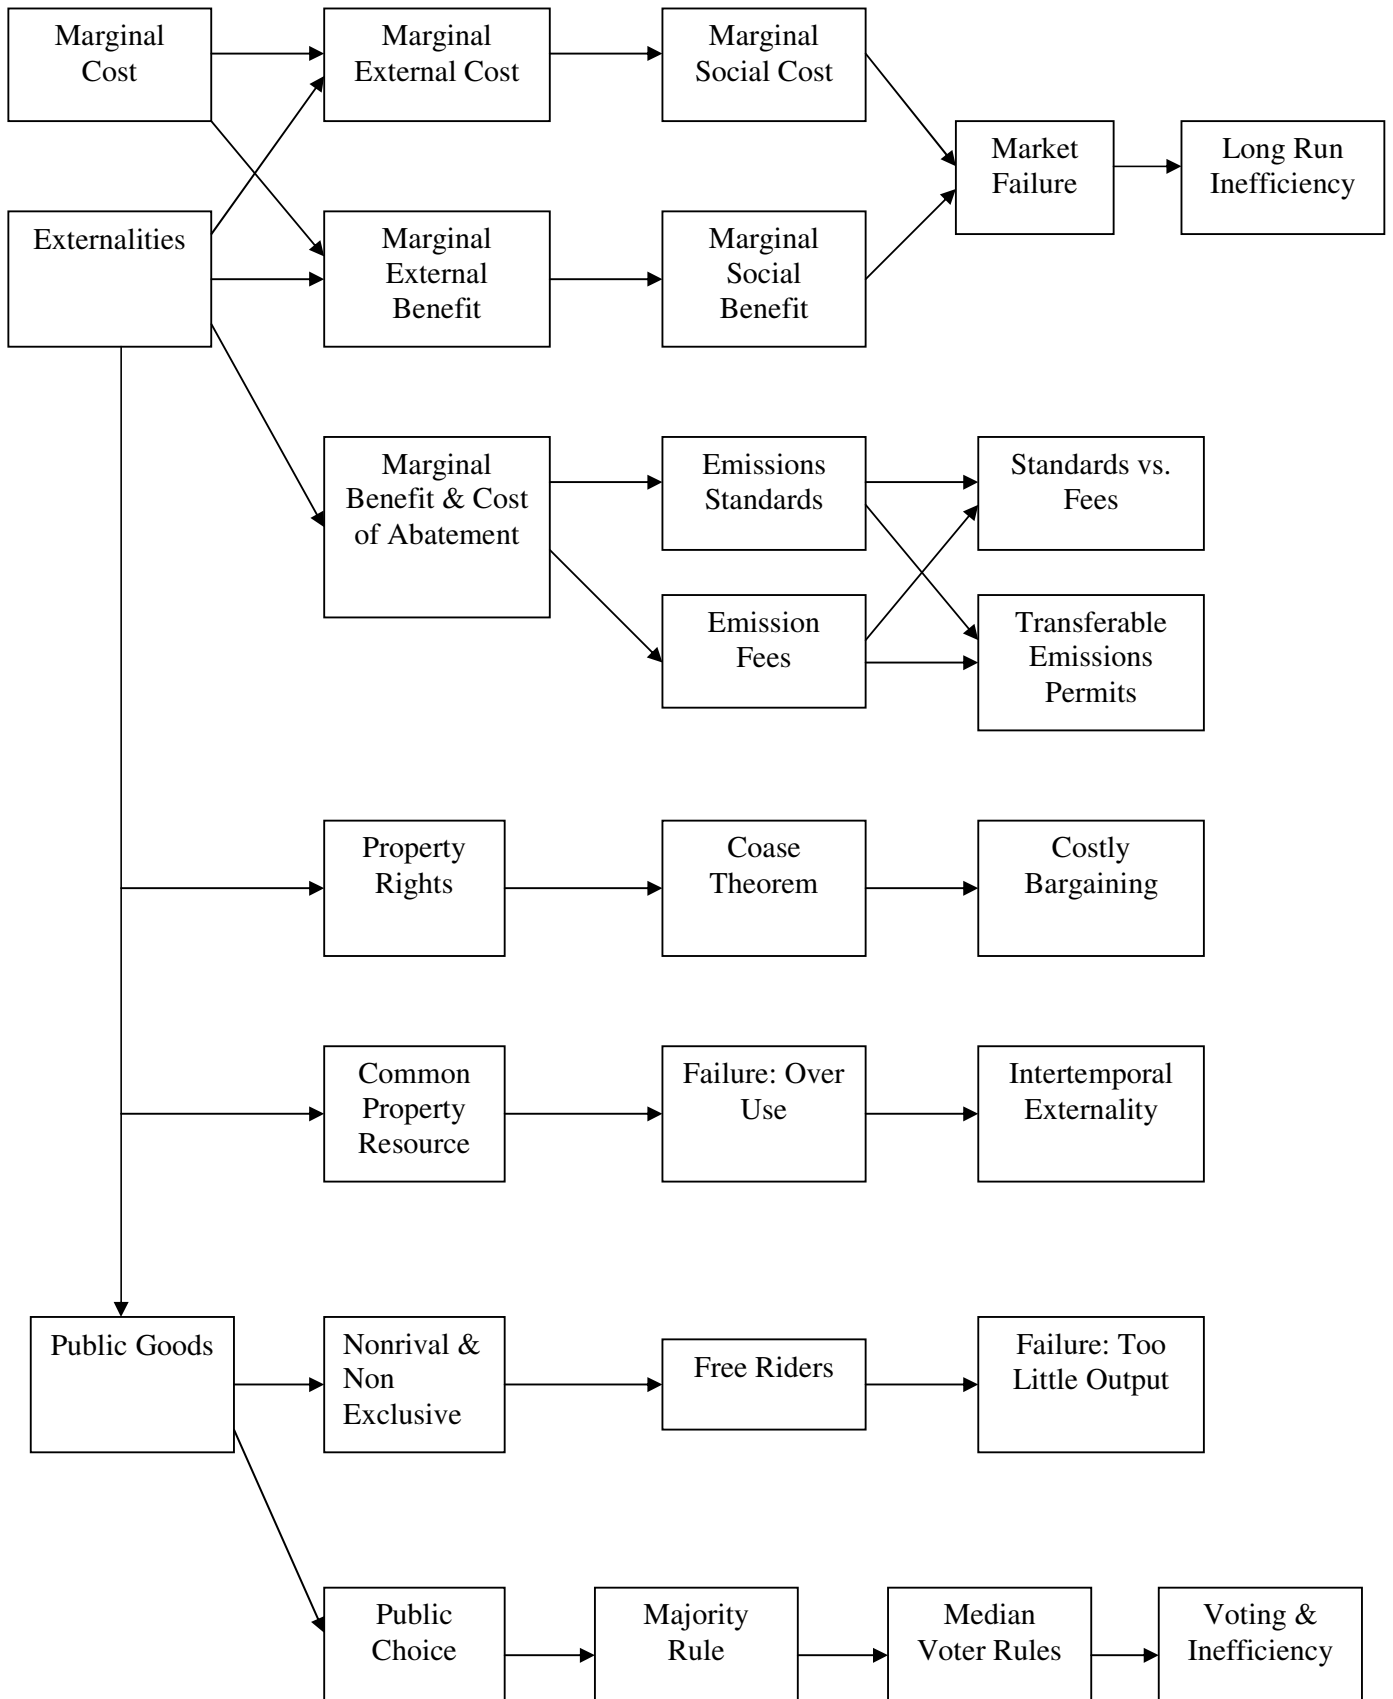 Marginal
Cost
Marginal
External Cost
Marginal
Social Cost
Market
Failure
Long Run
Inefficiency
Externalities
Marginal
External
Benefit
Marginal
Social
Benefit
Marginal
Benefit & Cost
of Abatement
Emissions
Standards
Standards vs.
Fees
Emission
Fees
Transferable
Emissions
Permits
Property
Rights
Coase
Theorem
Costly
Bargaining
Common
Property
Resource
Failure: Over
Use
Intertemporal
Externality
Public Goods
Nonrival &
Non
Exclusive
Free Riders
Failure: Too
Little Output
Public
Choice
Majority
Rule
Median
Voter Rules
Voting &
Inefficiency